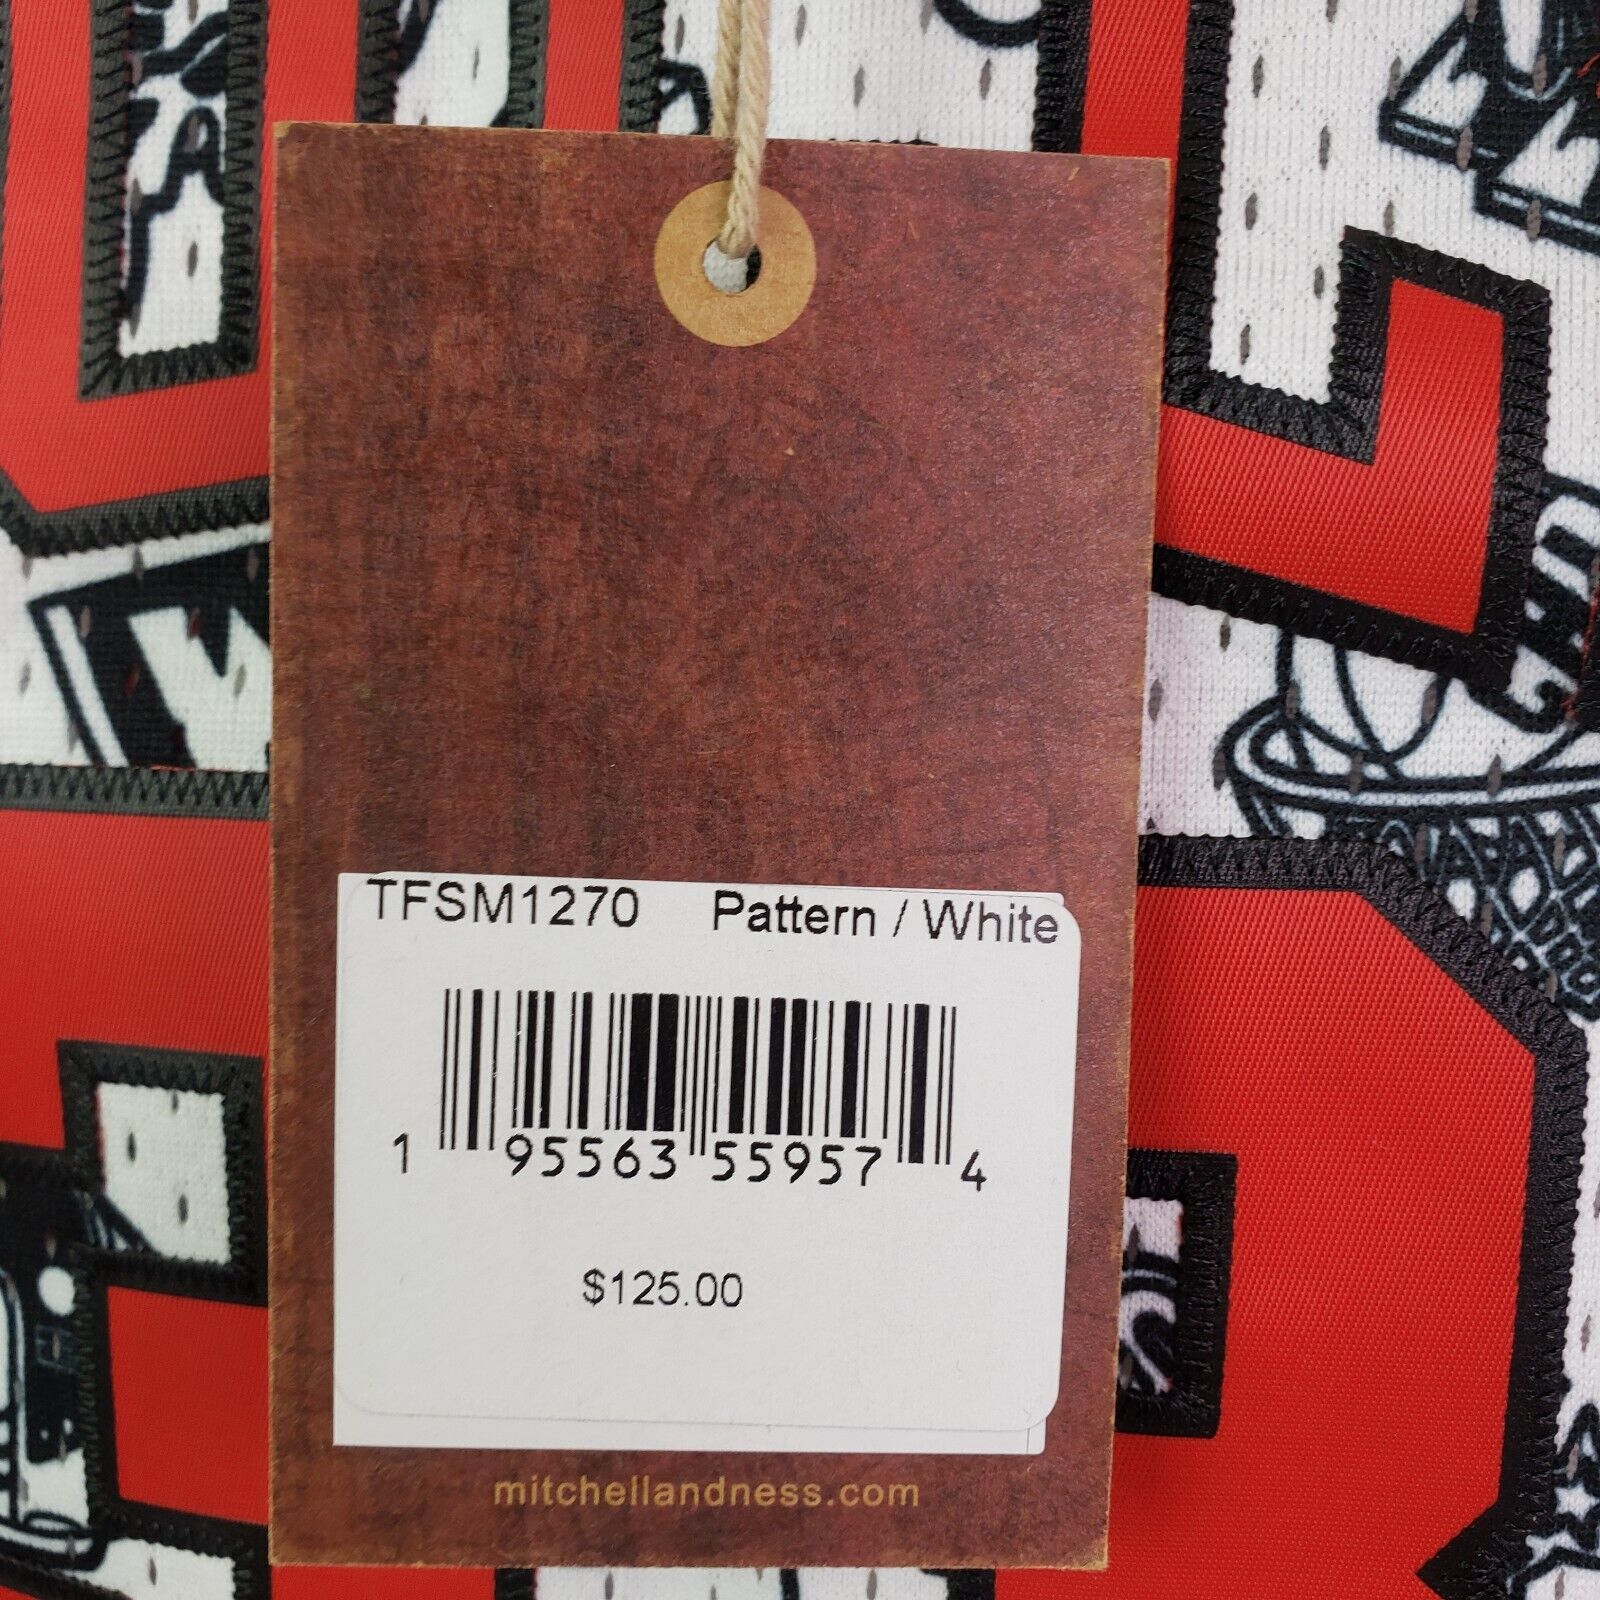 TFSM1270 Pattern / White
1 95563 55957 4
$125.00
mitchellandness.com